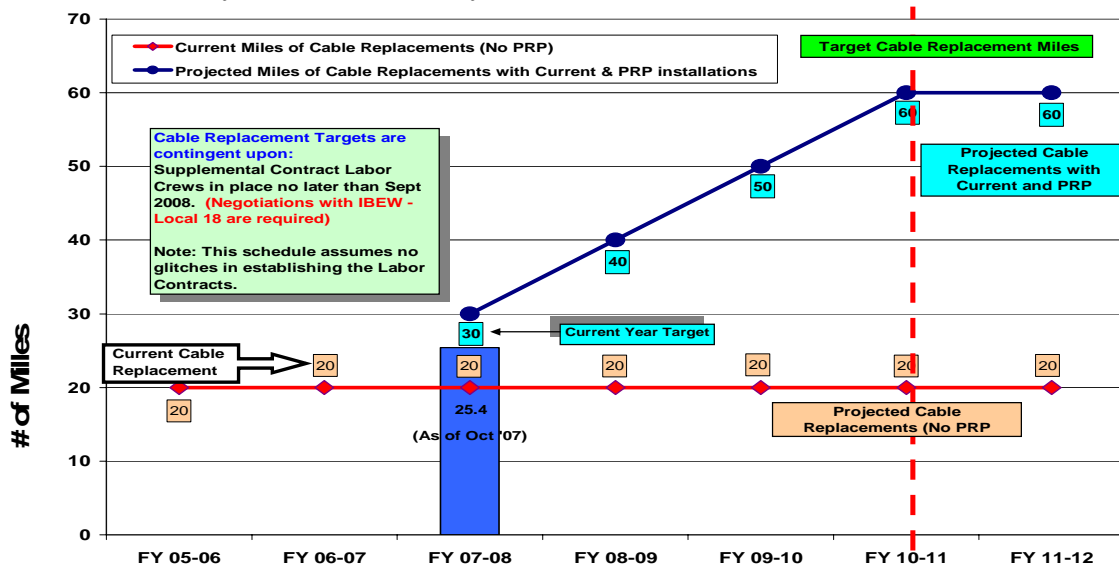 70
60
50
40
30
20
10
0
# of Miles
Current Miles of Cable Replacements (No PRP)
Projected Miles of Cable Replacements with Current & PRP installations
Target Cable Replacement Miles
Cable Replacement Targets are
contingent upon:
Supplemental Contract Labor
Crews in place no later than Sept
2008. (Negotiations with IBEW -
Local 18 are required)
Note: This schedule assumes no
glitches in establishing the Labor
Contracts.
60
60
Projected Cable
Replacements with
Current and PRP
50
40
30
Current Year Target
Current Cable
Replacement
20
20
20
20
20
20
20
25.4
(As of Oct '07)
Projected Cable
Replacements (No PRP
FY 05-06
FY 06-07
FY 07-08
FY 08-09
FY 09-10
FY 10-11
FY 11-12